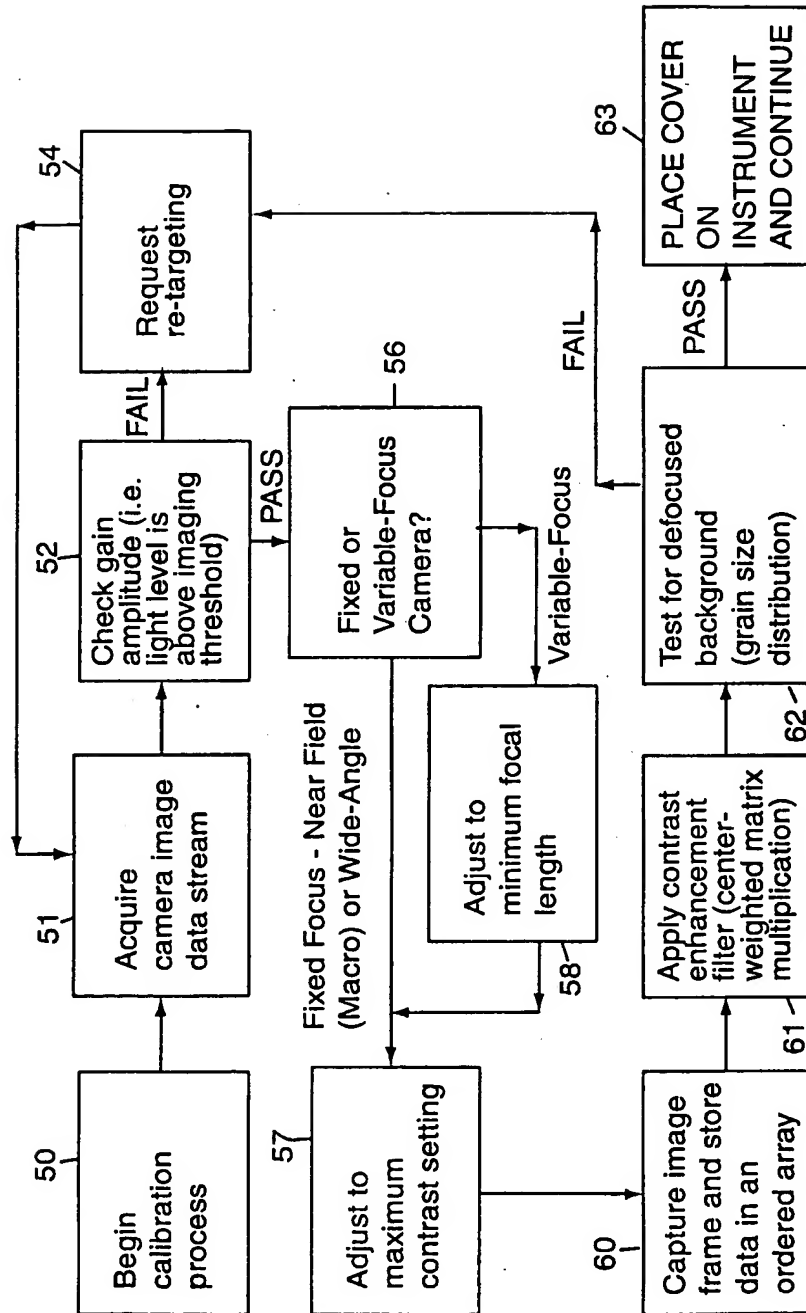 50
Begin
calibration
process
51
Acquire
camera image
data stream
52
Check gain
amplitude (i.e.
light level is
above imaging
threshold)
FAIL
54
Request
re-targeting
PASS
56
Fixed or
Variable-Focus
Camera?
Fixed Focus - Near Field
(Macro) or Wide-Angle
Variable-Focus
58
Adjust to
minimum focal
length
57
Adjust to
maximum
contrast setting
60
Capture image
frame and store
data in an
ordered array
61
Apply contrast
enhancement
filter (center-
weighted matrix
multiplication)
62
Test for defocused
background
(grain size
distribution)
FAIL
PASS
63
PLACE COVER
ON
INSTRUMENT
AND CONTINUE